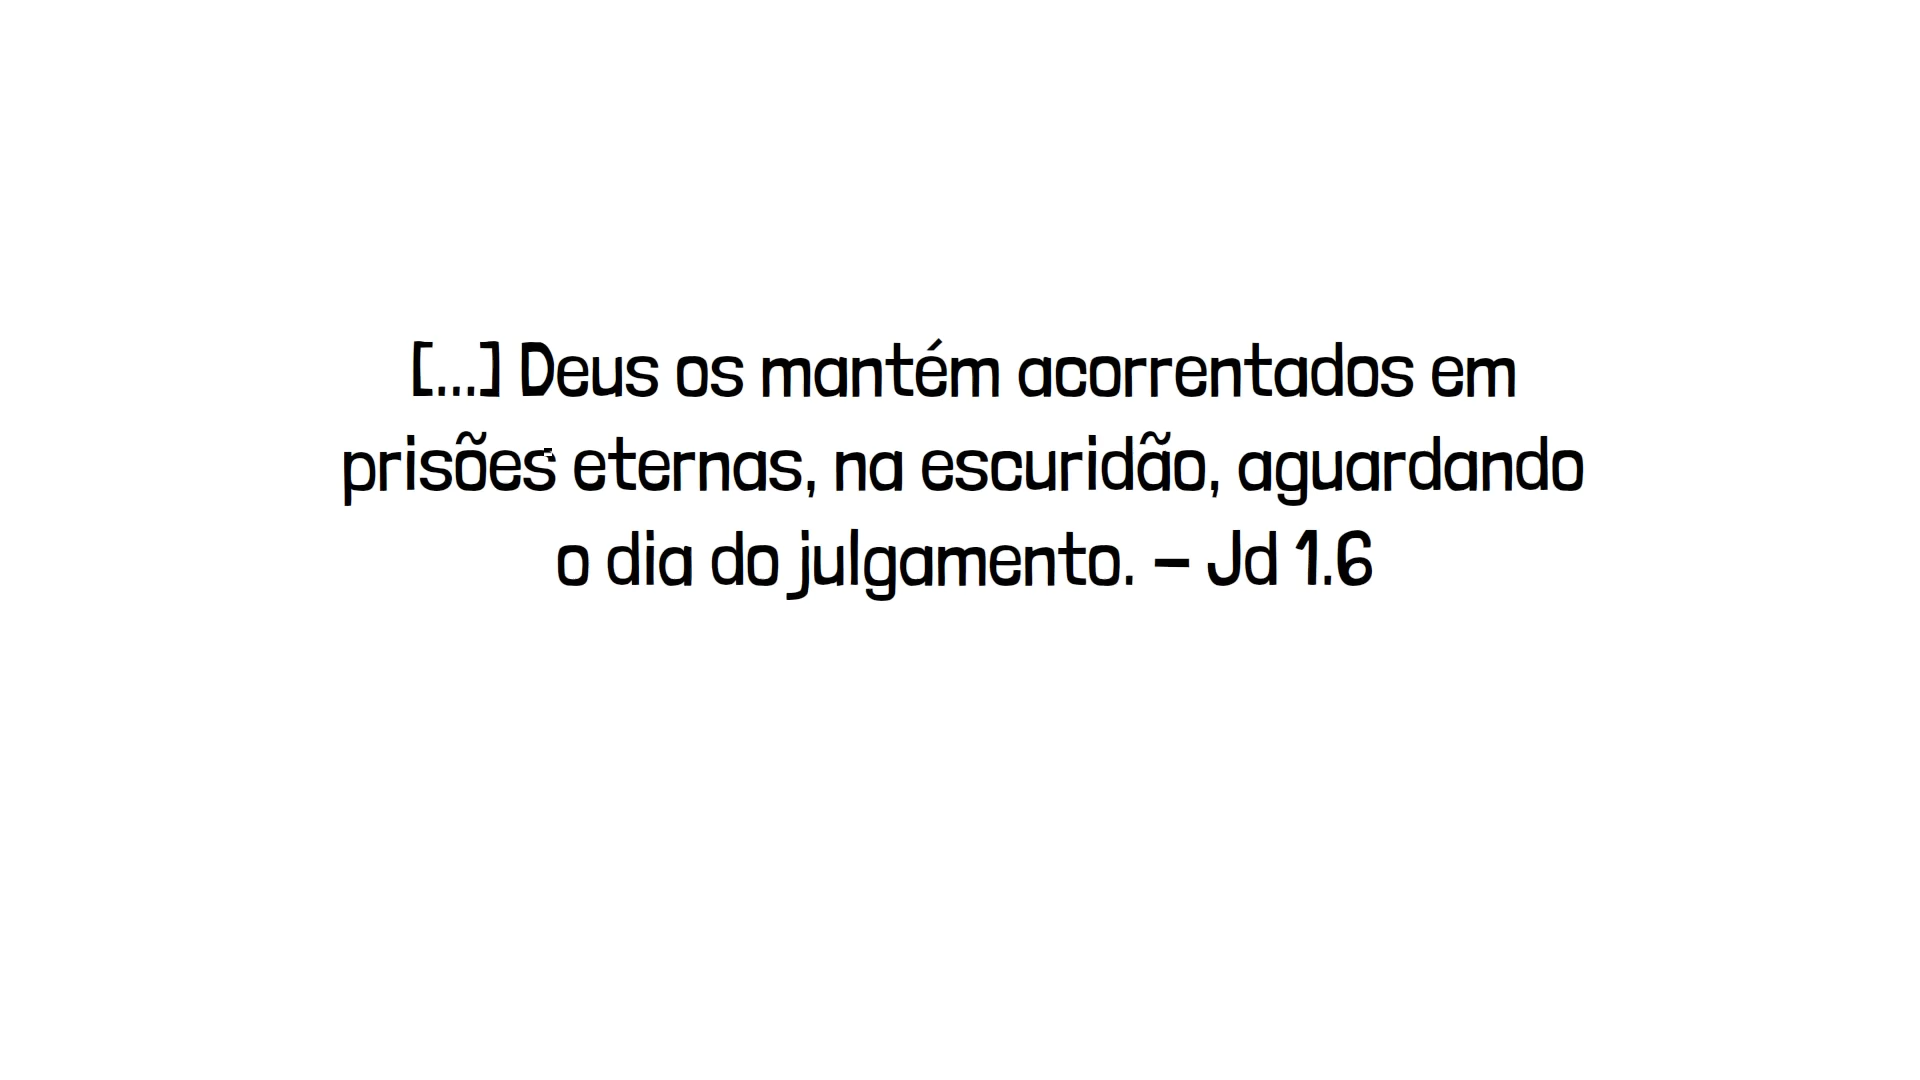 [...] Deus os mantém acorrentados em
prisões eternas, na escuridão, aguardando
o dia do julgamento. – Jd 1.6